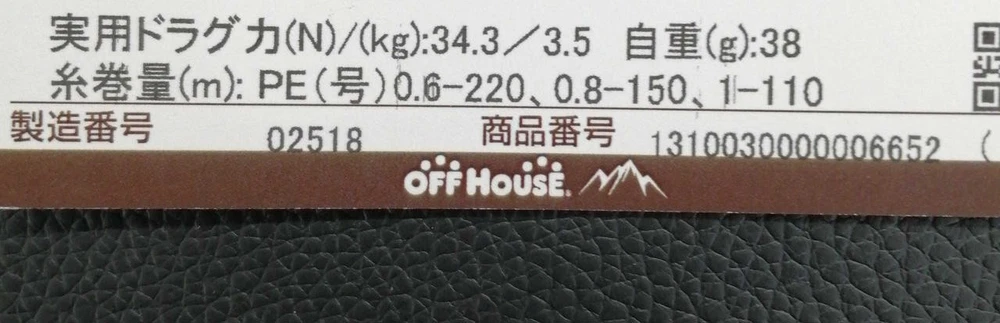 実用ドラグ力(N)/(kg):34.3／3.5 自重(g):38
糸巻量(m): PE(号)0.6-220、0.8-150、1-110
製造番号 02518 商品番号 1310030000006652 (
OFF HOUSE